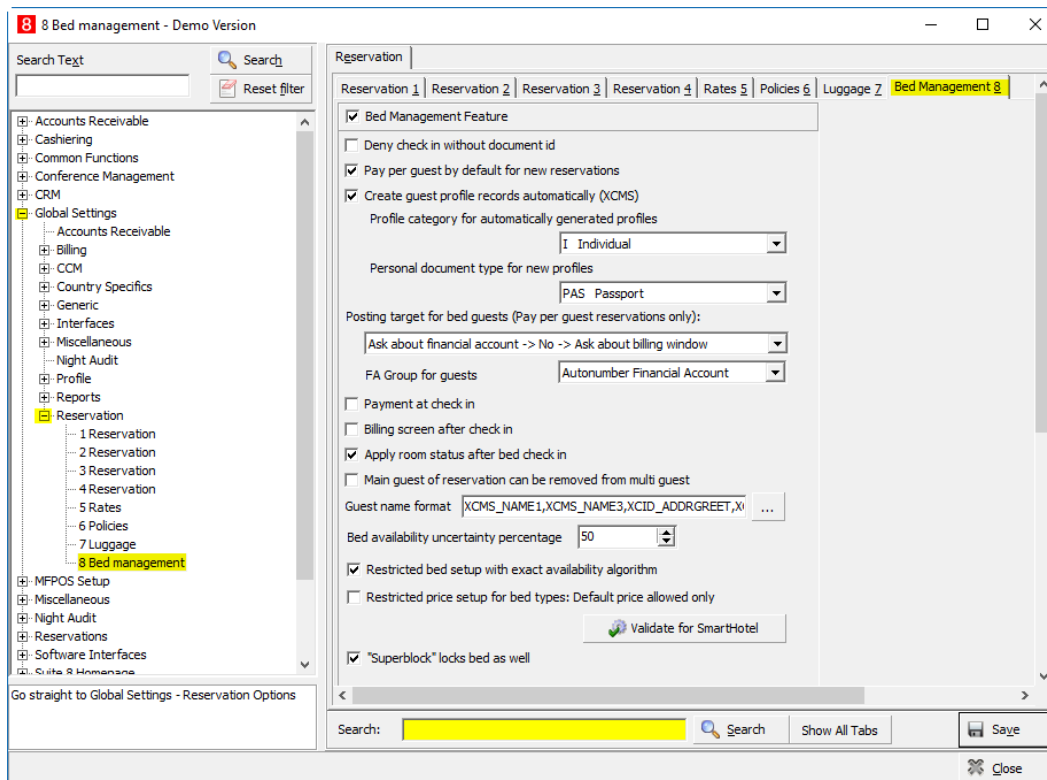 8 8 Bed management - Demo Version
Search Text
Search
Reset filter
Accounts Receivable
Cashiering
Common Functions
Conference Management
CRM
Global Settings
Accounts Receivable
Billing
CCM
Country Specifics
Generic
Interfaces
Miscellaneous
Night Audit
Profile
Reports
Reservation
1 Reservation
2 Reservation
3 Reservation
4 Reservation
5 Rates
6 Policies
7 Luggage
8 Bed management
MFPOS Setup
Miscellaneous
Night Audit
Reservations
Software Interfaces
Suite 8 Homepage
Go straight to Global Settings - Reservation Options
Reservation
Reservation 1 Reservation 2 Reservation 3 Reservation 4 Rates 5 Policies 6 Luggage 7 Bed Management 8
Bed Management Feature
Deny check in without document id
Pay per guest by default for new reservations
Create guest profile records automatically (XCMS)
Profile category for automatically generated profiles
I Individual
Personal document type for new profiles
PAS Passport
Posting target for bed guests (Pay per guest reservations only):
Ask about financial account -> No -> Ask about billing window
FA Group for guests Autonumber Financial Account
Payment at check in
Billing screen after check in
Apply room status after bed check in
Main guest of reservation can be removed from multi guest
Guest name format XCMS_NAME1,XCMS_NAME3,XCID_ADDRGREET, ...
Bed availability uncertainty percentage 50
Restricted bed setup with exact availability algorithm
Restricted price setup for bed types: Default price allowed only
Validate for SmartHotel
"Superblock" locks bed as well
Search: Search Show All Tabs Save
Close